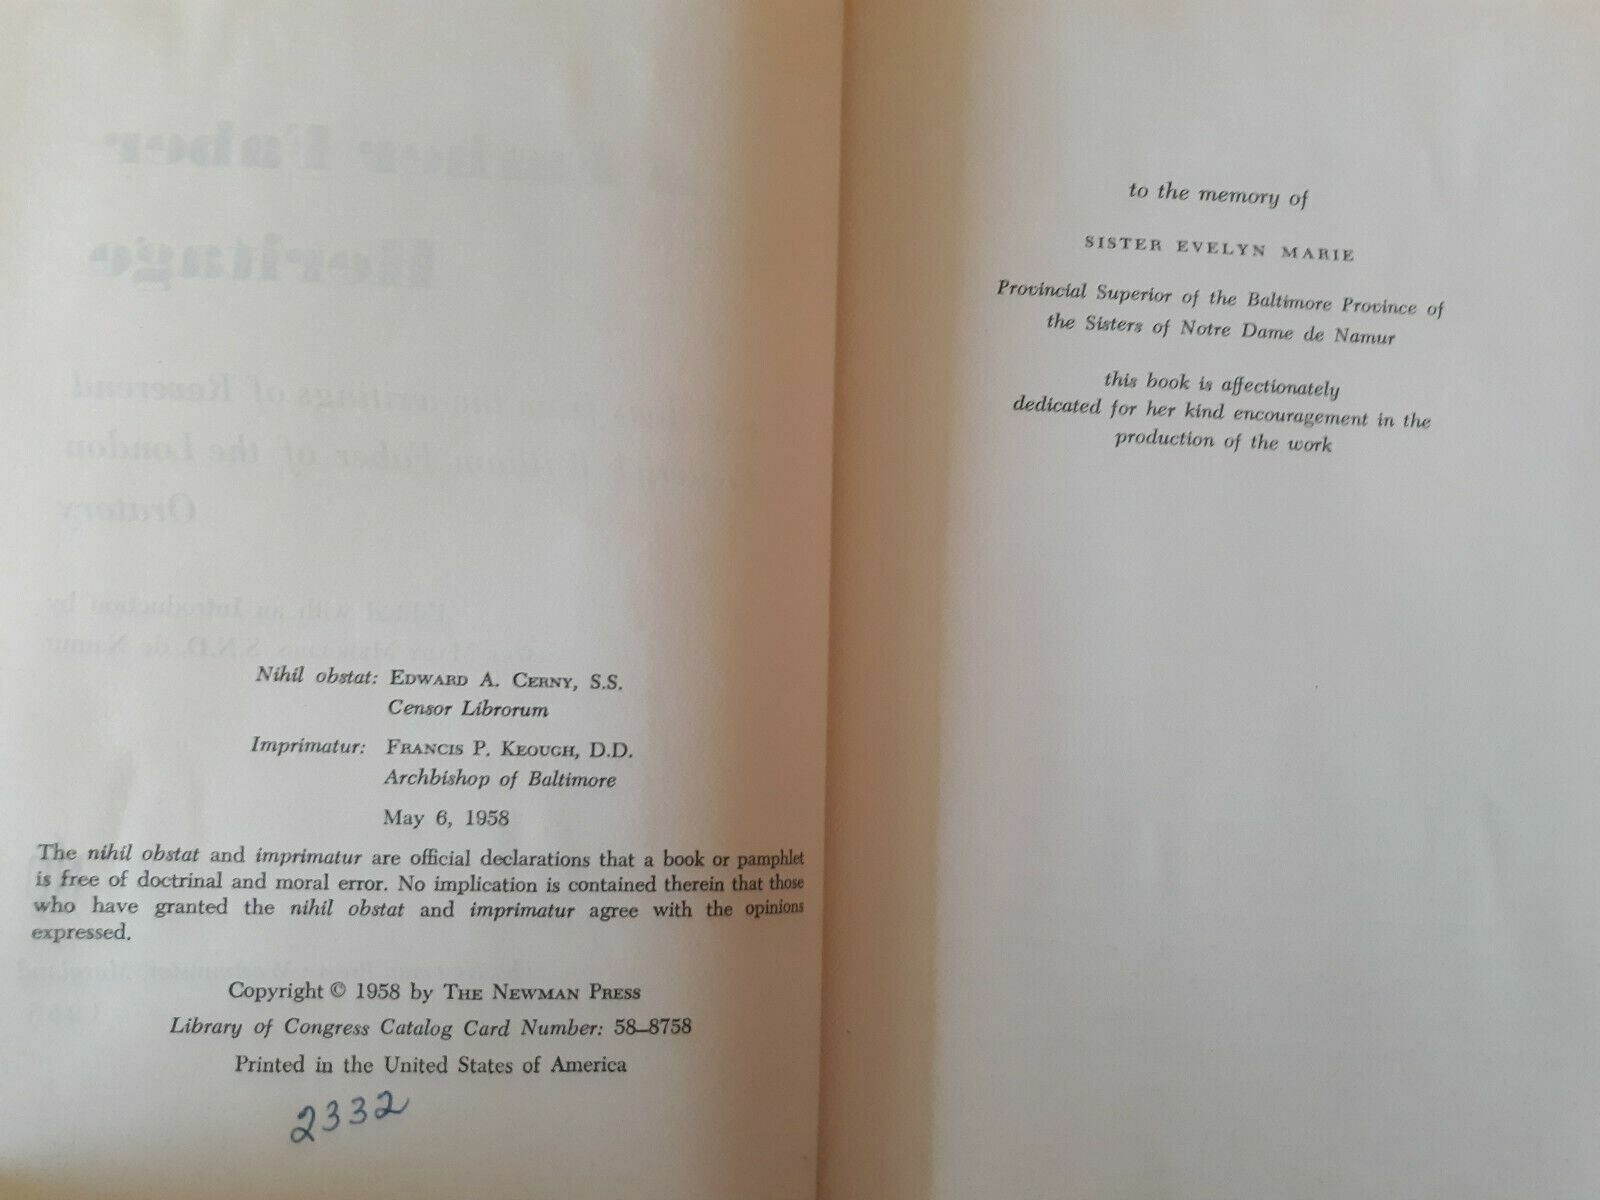 Nihil obstat: EDWARD A. CERNY, S.S.
Censor Librorum
Imprimatur: FRANCIS P. KEOUGH, D.D.
Archbishop of Baltimore
May 6, 1958
The nihil obstat and imprimatur are official declarations that a book or pamphlet
is free of doctrinal and moral error. No implication is contained therein that those
who have granted the nihil obstat and imprimatur agree with the opinions
expressed.
Copyright © 1958 by THE NEWMAN PRESS
Library of Congress Catalog Card Number: 58–8758
Printed in the United States of America
2332
to the memory of
SISTER EVELYN MARIE
Provincial Superior of the Baltimore Province of
the Sisters of Notre Dame de Namur
this book is affectionately
dedicated for her kind encouragement in the
production of the work